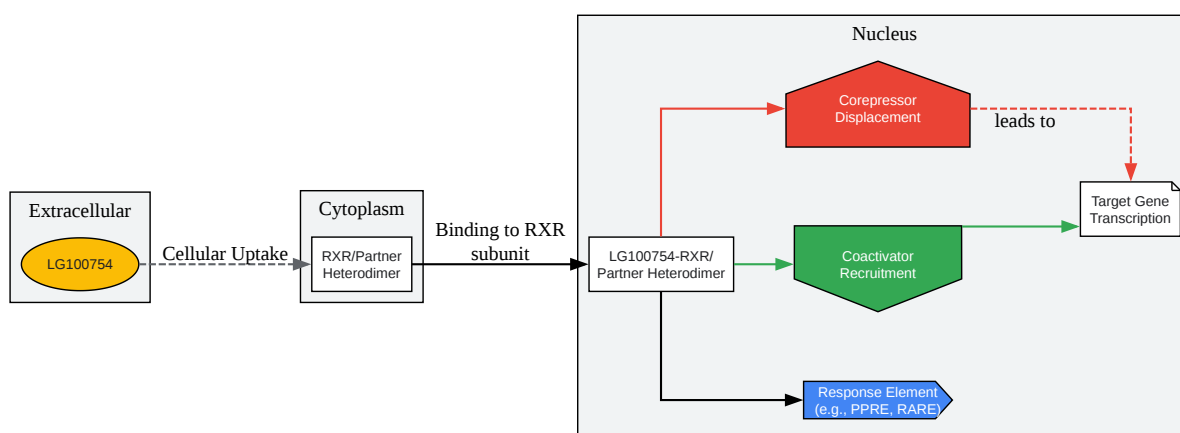 Nucleus
Corepressor
Displacement
leads to
Extracellular
LG100754
Cellular Uptake
Cytoplasm
RXR/Partner
Heterodimer
Binding to RXR
subunit
LG100754-RXR/
Partner Heterodimer
Coactivator
Recruitment
Target Gene
Transcription
Response Element
(e.g., PPRE, RARE)